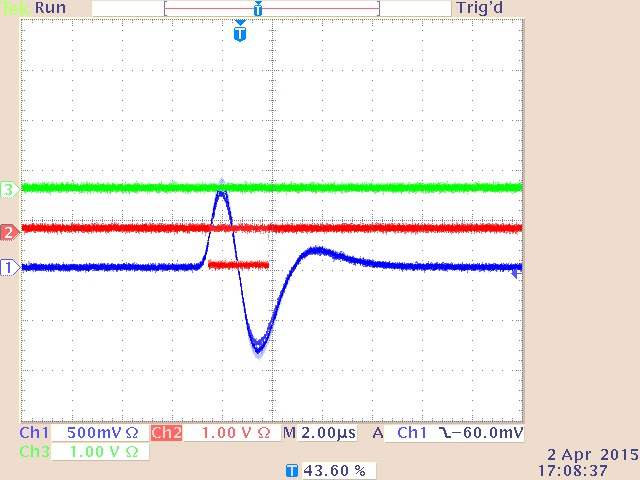 Tek Run Trig'd
T
T
3
2
1
Ch1 500mV Ω Ch2 1.00 V Ω M 2.00µs A Ch1 ∖−60.0mV
Ch3 1.00 V Ω
T 43.60 %
2 Apr 2015
17:08:37